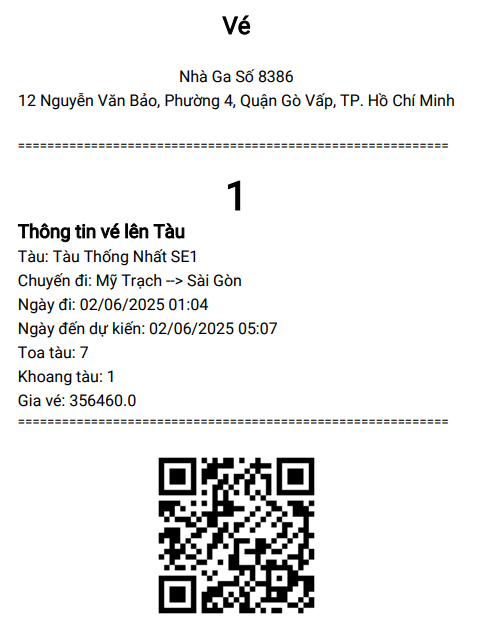 Vé
Nhà Ga Số 8386
12 Nguyễn Văn Bảo, Phường 4, Quận Gò Vấp, TP. Hồ Chí Minh
===========================================================
1
Thông tin vé lên Tàu
Tàu: Tàu Thống Nhất SE1
Chuyến đi: Mỹ Trạch --> Sài Gòn
Ngày đi: 02/06/2025 01:04
Ngày đến dự kiến: 02/06/2025 05:07
Toa tàu: 7
Khoang tàu: 1
Gia vé: 356460.0
===========================================================